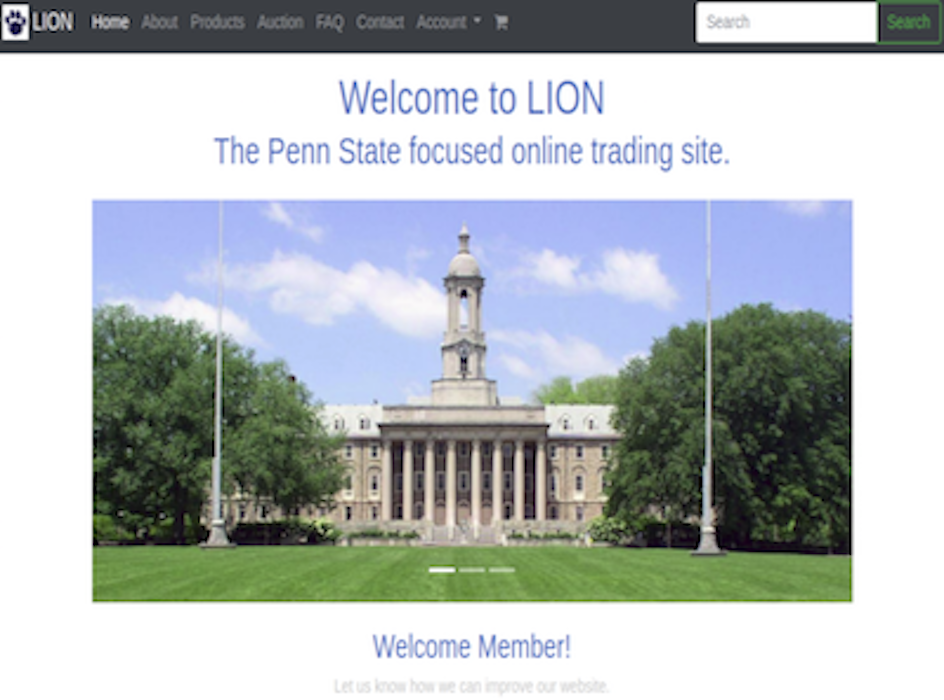 LION Home About Products Auction FAQ Contact Account Search Search
Welcome to LION
The Penn State focused online trading site.
Welcome Member!
Let us know how we can improve our website.